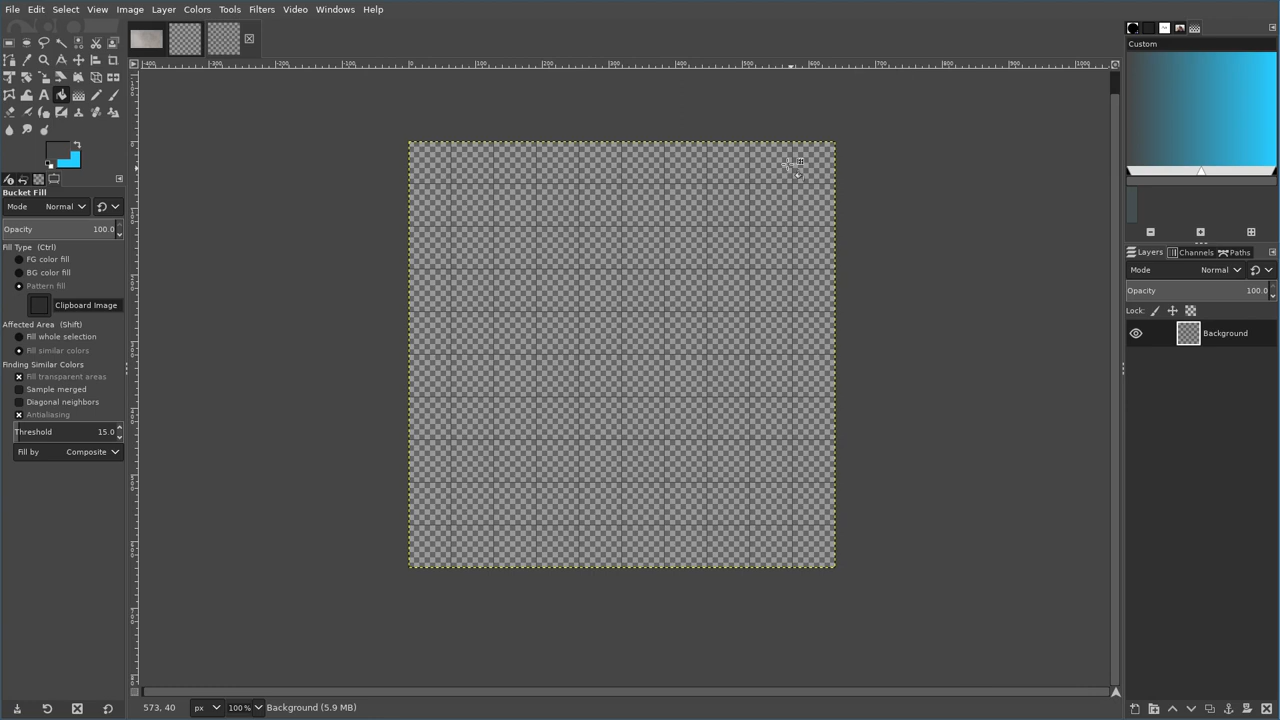 File Edit Select View Image Layer Colors Tools Filters Video Windows Help
Custom
Bucket Fill
Mode Normal
Opacity 100.0
Fill Type (Ctrl)
FG color fill
BG color fill
Pattern fill
Clipboard Image
Affected Area (Shift)
Fill whole selection
Fill similar colors
Finding Similar Colors
Fill transparent areas
Sample merged
Diagonal neighbors
Antialiasing
Threshold 15.0
Fill by Composite
Layers Channels Paths
Mode Normal
Opacity 100.0
Lock:
Background
573, 40 px 100 % Background (5.9 MB)